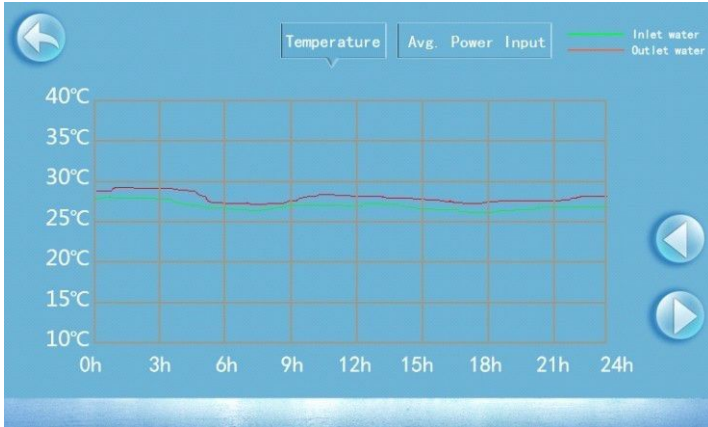 Temperature
Avg. Power Input
Inlet water
Outlet water
40℃
35℃
30℃
25℃
20℃
15℃
10℃
0h 3h 6h 9h 12h 15h 18h 21h 24h